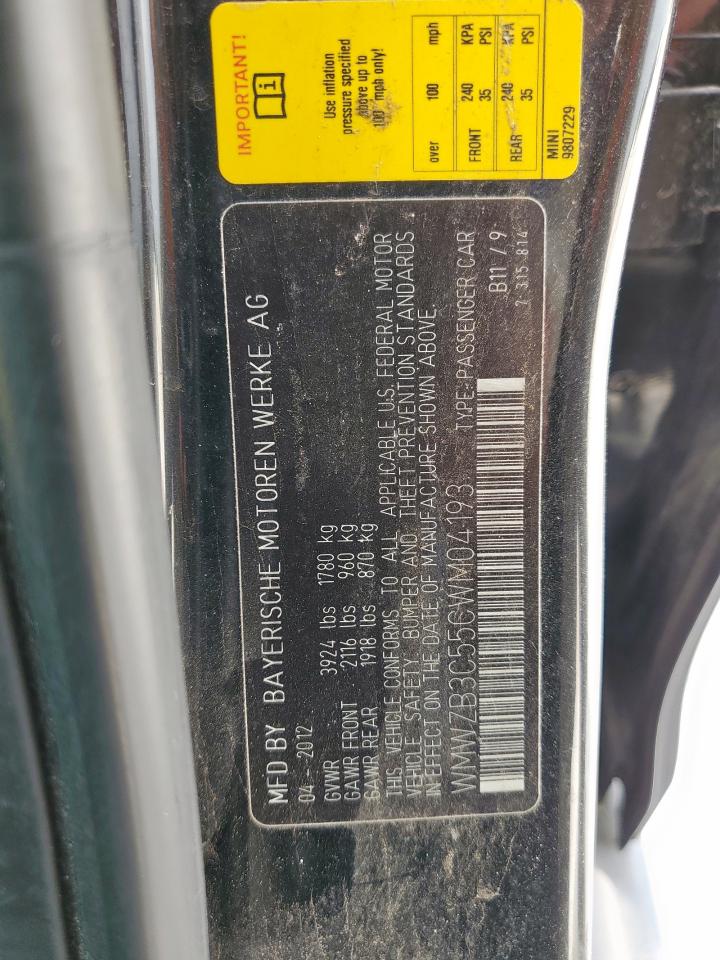 IMPORTANT!
Use inflation
pressure specified
above up to
100 mph only!
over 100 mph
FRONT 240 KPA
35 PSI
REAR 240 KPA
35 PSI
MINI
9807229
MFD BY BAYERISCHE MOTOREN WERKE AG
04-2012
GVWR 3924 lbs 1780 kg
GAWR FRONT 2116 lbs 960 kg
GAWR REAR 1918 lbs 870 kg
THIS VEHICLE CONFORMS TO ALL APPLICABLE U.S. FEDERAL MOTOR
VEHICLE SAFETY, BUMPER AND THEFT PREVENTION STANDARDS
IN EFFECT ON THE DATE OF MANUFACTURE SHOWN ABOVE.
WMWZB3C55CWM04193 TYPE: PASSENGER CAR
B11 / 9
7 315 814